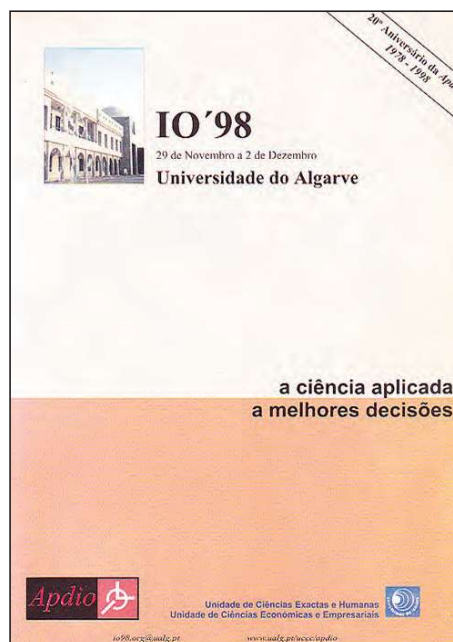 20º Aniversário da Apdio
1978 - 1998
IO´98
29 de Novembro a 2 de Dezembro
Universidade do Algarve
a ciência aplicada
a melhores decisões
Apdio
Unidade de Ciências Exactas e Humanas
Unidade de Ciências Económicas e Empresariais
io98.org@ualg.pt www.ualg.pt/uceh/apdio